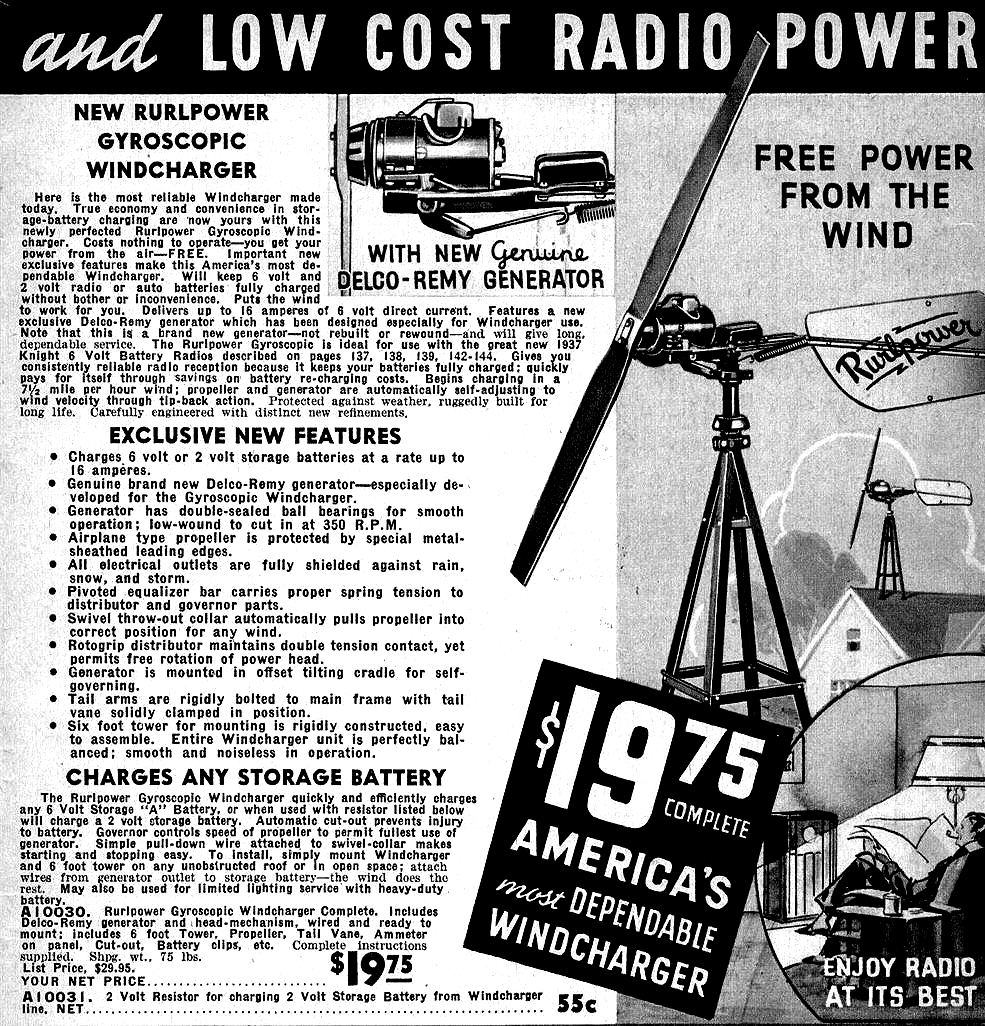 and LOW COST RADIO POWER
NEW RURLPOWER
GYROSCOPIC
WINDCHARGER
Here is the most reliable Windcharger made
today. True economy and convenience in stor-
age-battery charging are now yours with this
newly perfected Rurlpower Gyroscopic Wind-
charger. Costs nothing to operate—you get your
power from the air—FREE. Important new
exclusive features make this America's most de-
pendable Windcharger. Will keep 6 volt and
2 volt radio or auto batteries fully charged
without bother or inconvenience. Puts the wind
to work for you. Delivers up to 16 amperes of 6 volt direct current. Features a new
exclusive Delco-Remy generator which has been designed especially for Windcharger use.
Note that this is a brand new generator—not rebuilt or rewound—and will give long,
dependable service. The Rurlpower Gyroscopic is ideal for use with the great new 1937
Knight 6 Volt Battery Radios described on pages 137, 138, 139, 142-144. Gives you
consistently reliable radio reception because it keeps your batteries fully charged; quickly
pays for itself through savings on battery re-charging costs. Begins charging in a
7½ mile per hour wind; propeller and generator are automatically self-adjusting to
wind velocity through tip-back action. Protected against weather, ruggedly built for
long life. Carefully engineered with distinct new refinements.
WITH NEW Genuine
DELCO-REMY GENERATOR
FREE POWER
FROM THE
WIND
Rurlpower
EXCLUSIVE NEW FEATURES
• Charges 6 volt or 2 volt storage batteries at a rate up to
16 amperes.
• Genuine brand new Delco-Remy generator—especially de-
veloped for the Gyroscopic Windcharger.
• Generator has double-sealed ball bearings for smooth
operation; low-wound to cut in at 350 R.P.M.
• Airplane type propeller is protected by special metal-
sheathed leading edges.
• All electrical outlets are fully shielded against rain,
snow, and storm.
• Pivoted equalizer bar carries proper spring tension to
distributor and governor parts.
• Swivel throw-out collar automatically pulls propeller into
correct position for any wind.
• Rotogrip distributor maintains double tension contact, yet
permits free rotation of power head.
• Generator is mounted in offset tilting cradle for self-
governing.
• Tail arms are rigidly bolted to main frame with tail
vane solidly clamped in position.
• Six foot tower for mounting is rigidly constructed, easy
to assemble. Entire Windcharger unit is perfectly bal-
anced; smooth and noiseless in operation.
CHARGES ANY STORAGE BATTERY
The Rurlpower Gyroscopic Windcharger quickly and efficiently charges
any 6 Volt Storage "A" Battery, or when used with resistor listed below
will charge a 2 volt storage battery. Automatic cut-out prevents injury
to battery. Governor controls speed of propeller to permit fullest use of
generator. Simple pull-down wire attached to swivel-collar makes
starting and stopping easy. To install, simply mount Windcharger
and 6 foot tower on any unobstructed roof or in open space; attach
wires from generator outlet to storage battery—the wind does the
rest. May also be used for limited lighting service with heavy-duty
battery.
A10030. Rurlpower Gyroscopic Windcharger Complete. Includes
Delco-Remy generator and head-mechanism, wired and ready to
mount; includes 6 foot Tower, Propeller, Tail Vane, Ammeter
on panel, Cut-out, Battery clips, etc. Complete instructions
supplied. Shpg. wt., 75 lbs.
List Price, $29.95.
YOUR NET PRICE.................... $19 75
A10031. 2 Volt Resistor for charging 2 Volt Storage Battery from Windcharger
line. NET.................................................. 55c
$19 75
COMPLETE
AMERICA'S
most DEPENDABLE
WINDCHARGER
ENJOY RADIO
AT ITS BEST